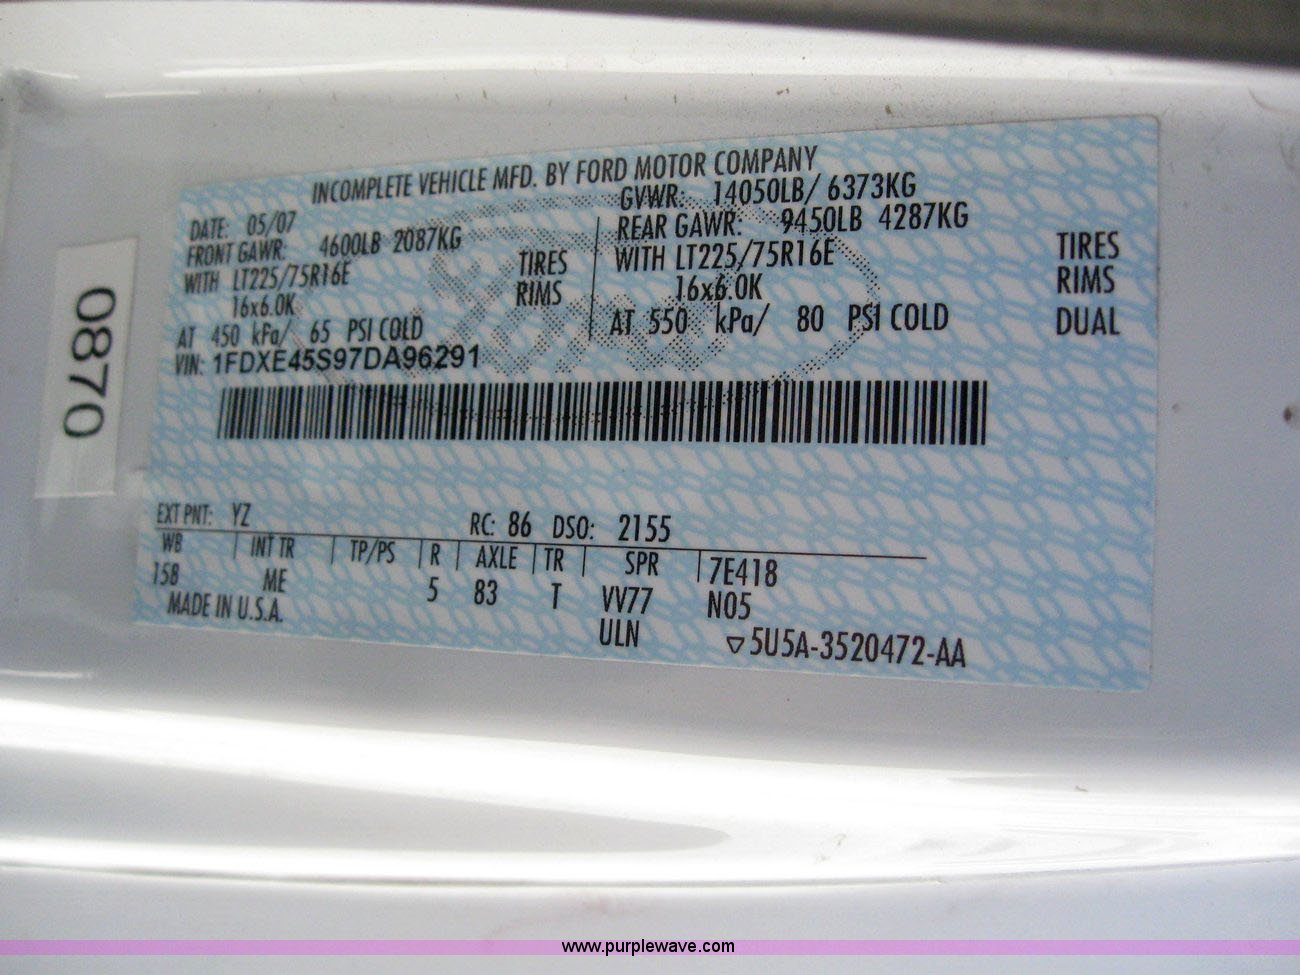 INCOMPLETE VEHICLE MFD. BY FORD MOTOR COMPANY
DATE: 05/07
GVWR: 14050LB/ 6373KG
FRONT GAWR: 4600LB 2087KG
REAR GAWR: 9450LB 4287KG
WITH LT225/75R16E TIRES
WITH LT225/75R16E TIRES
16x6.0K RIMS
16x6.0K RIMS
AT 450 kPa/ 65 PSI COLD
AT 550 kPa/ 80 PSI COLD DUAL
VIN: 1FDXE45S97DA96291
0870
EXT PNT: YZ RC: 86 DSO: 2155
WB INT TR TP/PS R AXLE TR SPR 7E418
158 ME 5 83 T VV77 N05
MADE IN U.S.A. ULN ▽5U5A-3520472-AA
www.purplewave.com